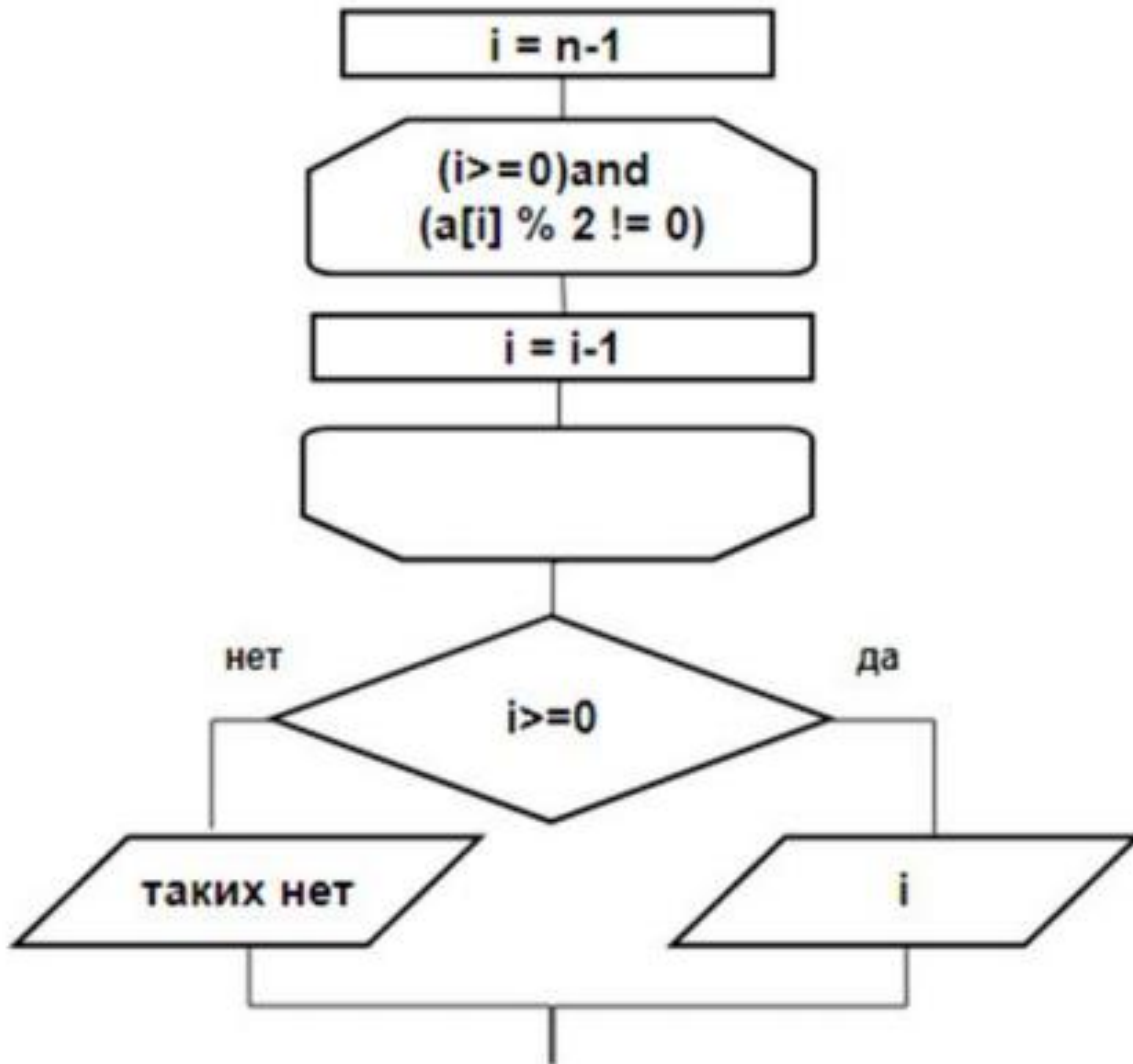 i = n-1
(i>=0)and
(a[i] % 2 != 0)
i = i-1
нет
да
i>=0
таких нет
i